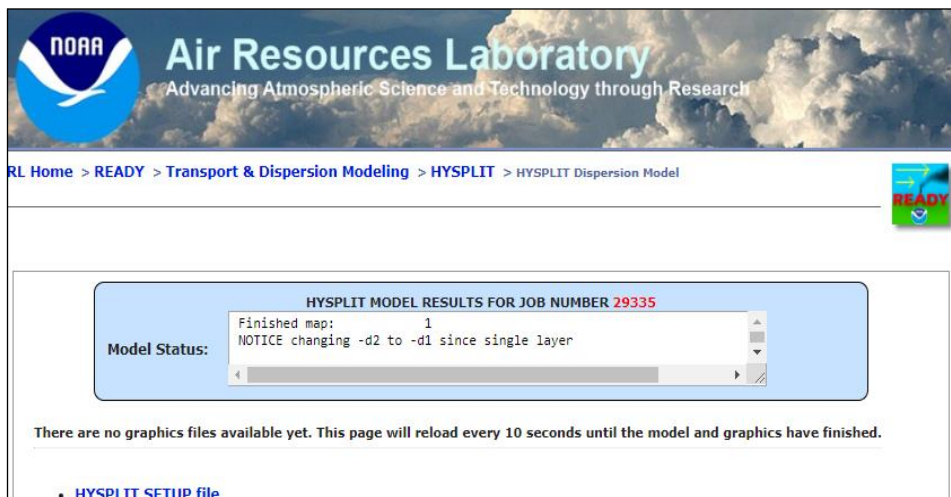 NOAA
Air Resources Laboratory
Advancing Atmospheric Science and Technology through Research
RL Home > READY > Transport & Dispersion Modeling > HYSPLIT > HYSPLIT Dispersion Model
READY
HYSPLIT MODEL RESULTS FOR JOB NUMBER 29335
Model Status:
Finished map: 1
NOTICE changing -d2 to -d1 since single layer
There are no graphics files available yet. This page will reload every 10 seconds until the model and graphics have finished.
• HYSPLIT SETUP file